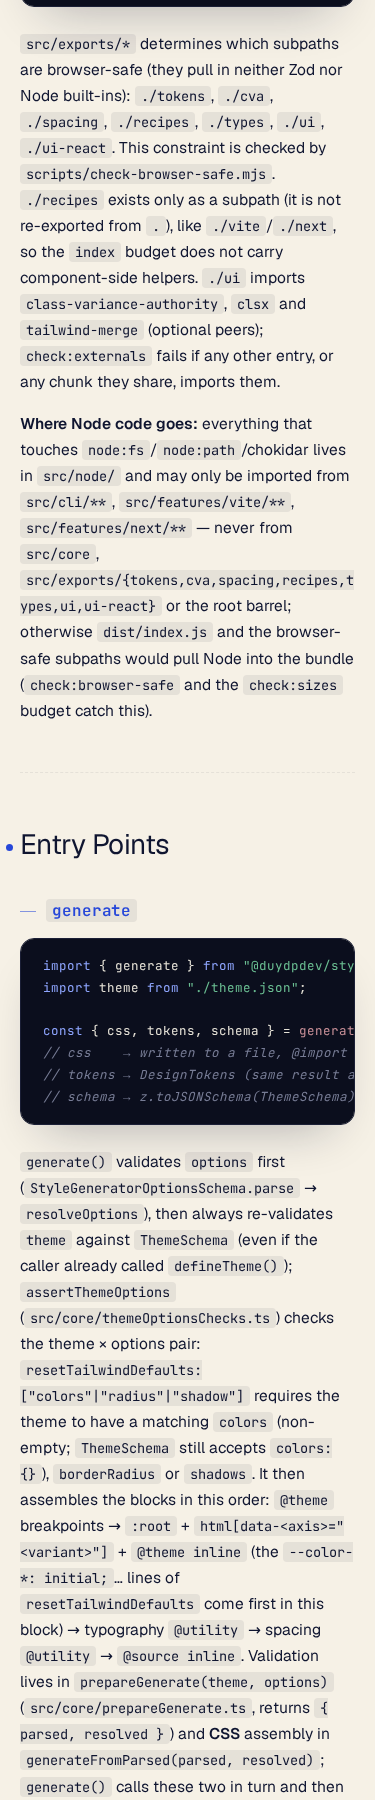 src/exports/* determines which subpaths
are browser-safe (they pull in neither Zod nor
Node built-ins): ./tokens , ./cva ,
./spacing , ./recipes , ./types , ./ui ,
./ui-react . This constraint is checked by
scripts/check-browser-safe.mjs .
./recipes exists only as a subpath (it is not
re-exported from . ), like ./vite / ./next ,
so the index budget does not carry
component-side helpers. ./ui imports
class-variance-authority , clsx and
tailwind-merge (optional peers);
check:externals fails if any other entry, or
any chunk they share, imports them.
Where Node code goes: everything that
touches node:fs / node:path /chokidar lives
in src/node/ and may only be imported from
src/cli/** , src/features/vite/** ,
src/features/next/** — never from
src/core ,
src/exports/{tokens,cva,spacing,recipes,t
ypes,ui,ui-react} or the root barrel;
otherwise dist/index.js and the browser-
safe subpaths would pull Node into the bundle
( check:browser-safe and the check:sizes
budget catch this).
Entry Points
— generate
import { generate } from "@duydpdev/sty
import theme from "./theme.json";
const { css, tokens, schema } = generat
// css → written to a file, @import
// tokens → DesignTokens (same result a
// schema → z.toJSONSchema(ThemeSchema)
generate() validates options first
( StyleGeneratorOptionsSchema.parse →
resolveOptions ), then always re-validates
theme against ThemeSchema (even if the
caller already called defineTheme() );
assertThemeOptions
( src/core/themeOptionsChecks.ts ) checks
the theme × options pair:
resetTailwindDefaults:
["colors"|"radius"|"shadow"] requires the
theme to have a matching colors (non-
empty; ThemeSchema still accepts colors:
{} ), borderRadius or shadows . It then
assembles the blocks in this order: @theme
breakpoints → :root + html[data-<axis>="
<variant>"] + @theme inline (the --color-
*: initial; … lines of
resetTailwindDefaults come first in this
block) → typography @utility → spacing
@utility → @source inline . Validation
lives in prepareGenerate(theme, options)
( src/core/prepareGenerate.ts , returns {
parsed, resolved } ) and CSS assembly in
generateFromParsed(parsed, resolved) ;
generate() calls these two in turn and then